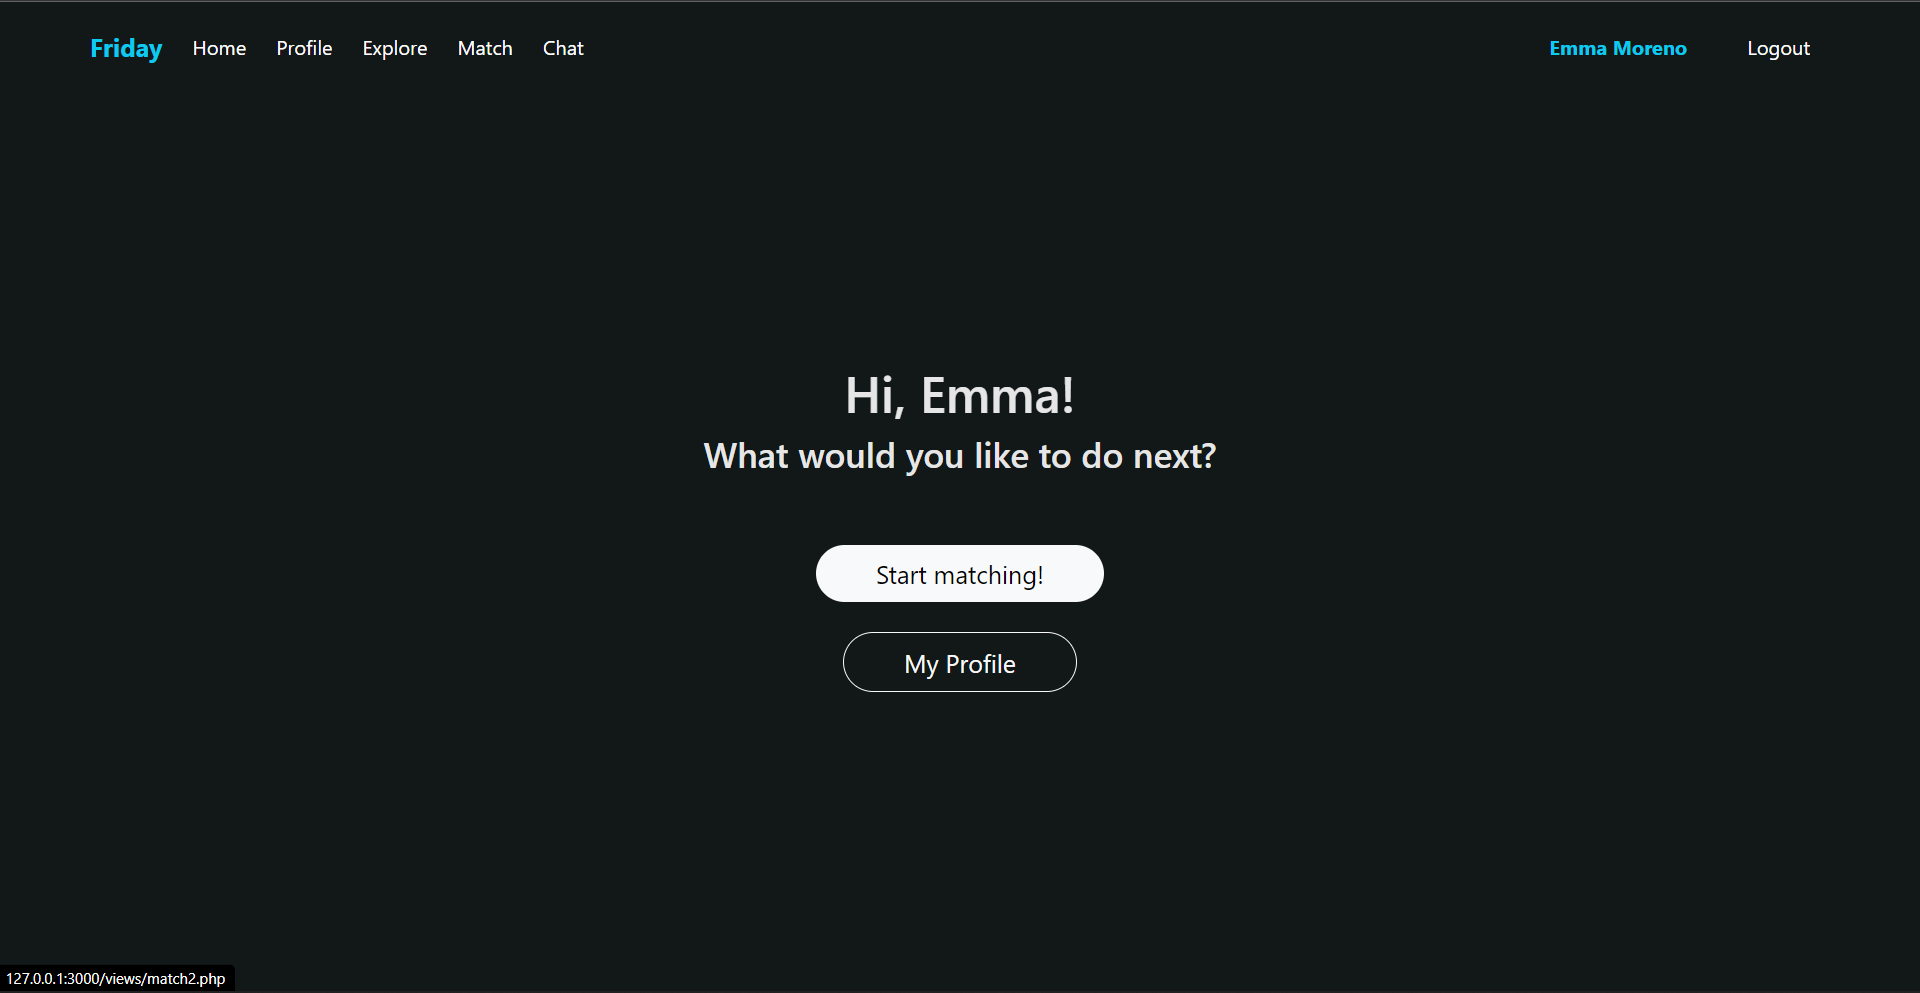 Friday Home Profile Explore Match Chat Emma Moreno Logout
Hi, Emma!
What would you like to do next?
Start matching!
My Profile
127.0.0.1:3000/views/match2.php